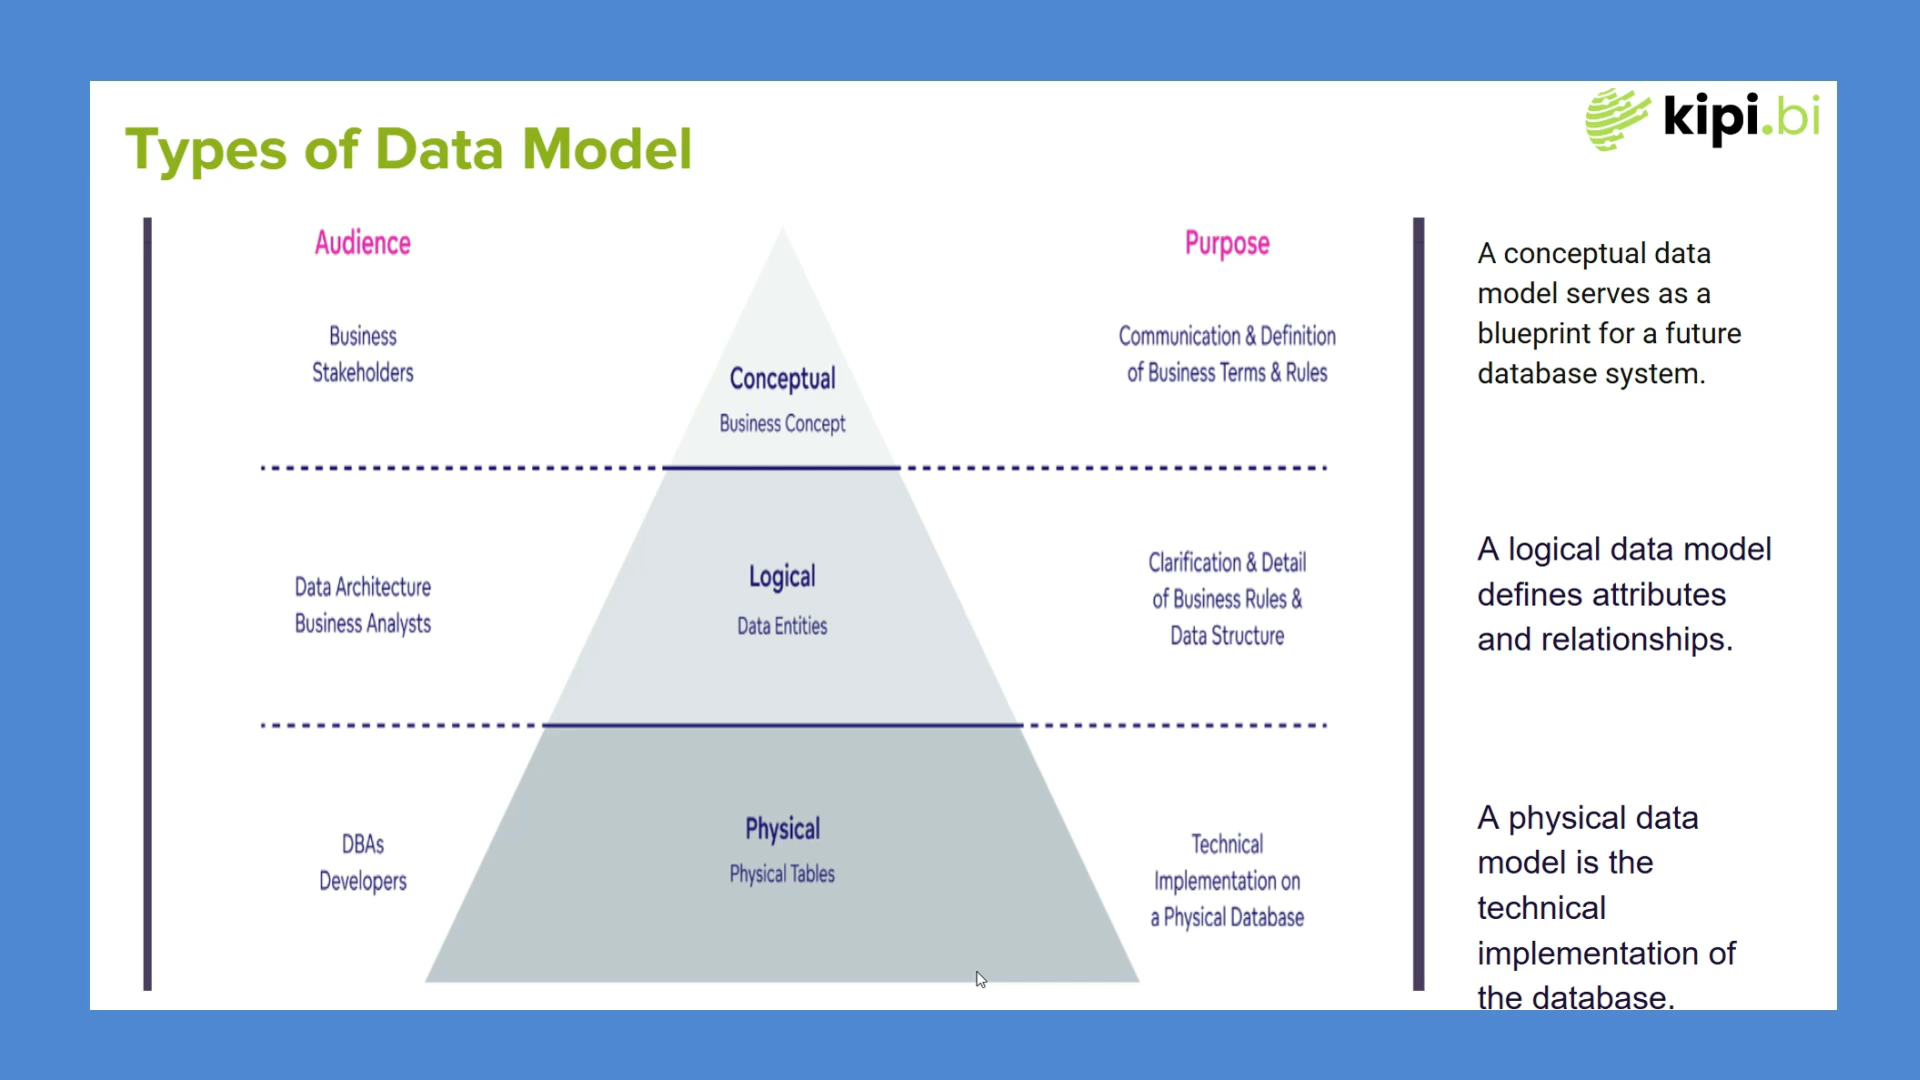 kipi.bi
Types of Data Model
Audience
Purpose
Business
Stakeholders
Conceptual
Business Concept
Communication & Definition
of Business Terms & Rules
A conceptual data
model serves as a
blueprint for a future
database system.
Data Architecture
Business Analysts
Logical
Data Entities
Clarification & Detail
of Business Rules &
Data Structure
A logical data model
defines attributes
and relationships.
DBAs
Developers
Physical
Physical Tables
Technical
Implementation on
a Physical Database
A physical data
model is the
technical
implementation of
the database.